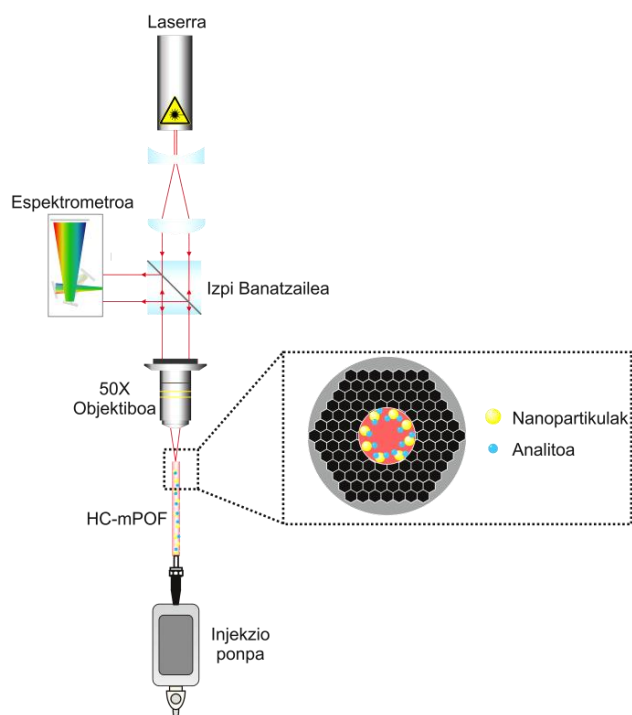 Laserra
Espektrometroa
Izpi Banatzailea
50X
Objektiboa
Nanopartikulak
Analitoa
HC-mPOF
Injekzio
ponpa